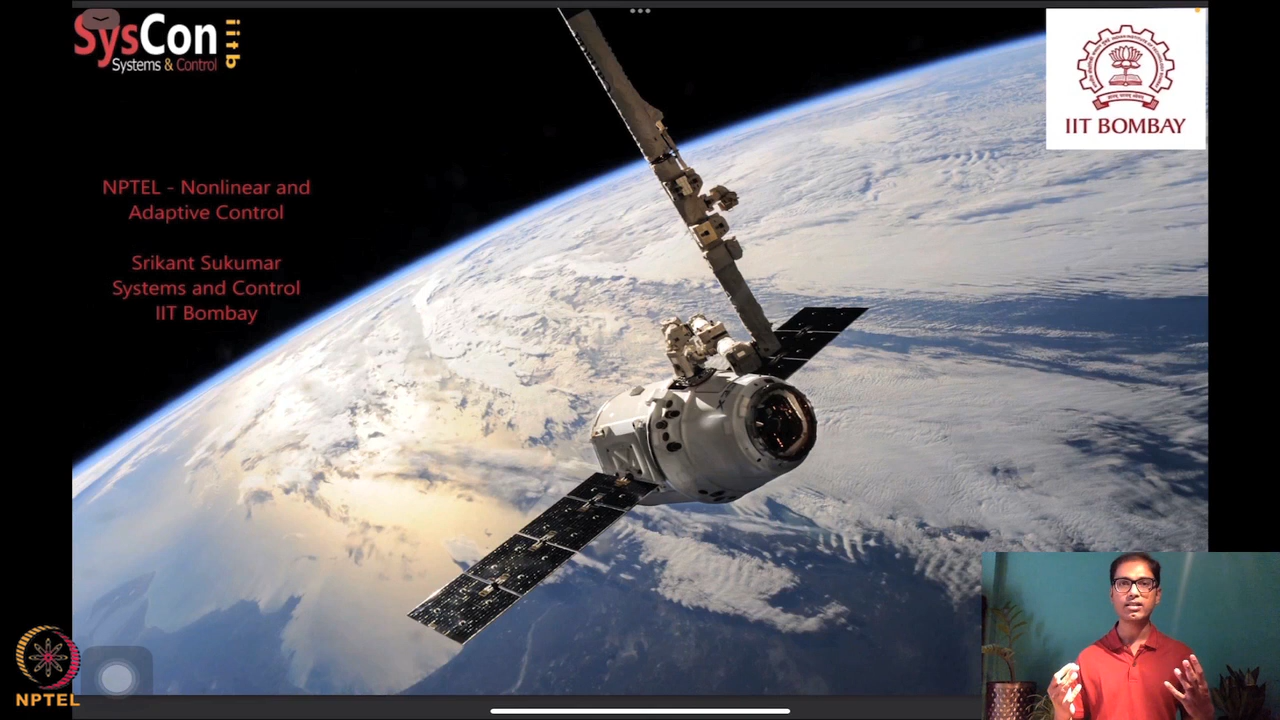 SysCon
iitb
Systems & Control
IIT BOMBAY
NPTEL - Nonlinear and
Adaptive Control
Srikant Sukumar
Systems and Control
IIT Bombay
NPTEL